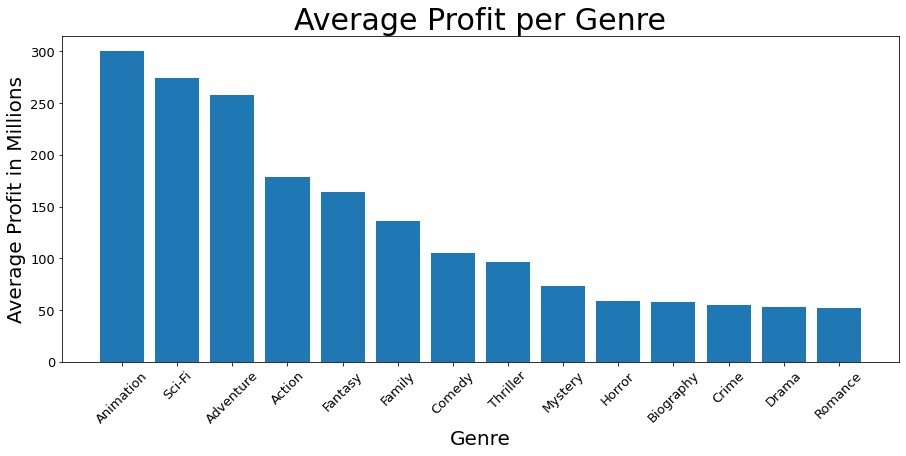 Average Profit per Genre
Average Profit in Millions
300
250
200
150
100
50
0
Animation
Sci-Fi
Adventure
Action
Fantasy
Family
Comedy
Thriller
Mystery
Horror
Biography
Crime
Drama
Romance
Genre